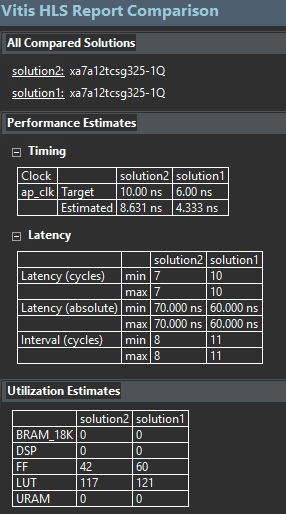 Vitis HLS Report Comparison
All Compared Solutions
solution2: xa7a12tcsg325-1Q
solution1: xa7a12tcsg325-1Q
Performance Estimates
Timing
Clock solution2 solution1
ap_clk Target 10.00 ns 6.00 ns
Estimated 8.631 ns 4.333 ns
Latency
solution2 solution1
Latency (cycles) min 7 10
max 7 10
Latency (absolute) min 70.000 ns 60.000 ns
max 70.000 ns 60.000 ns
Interval (cycles) min 8 11
max 8 11
Utilization Estimates
solution2 solution1
BRAM_18K 0 0
DSP 0 0
FF 42 60
LUT 117 121
URAM 0 0